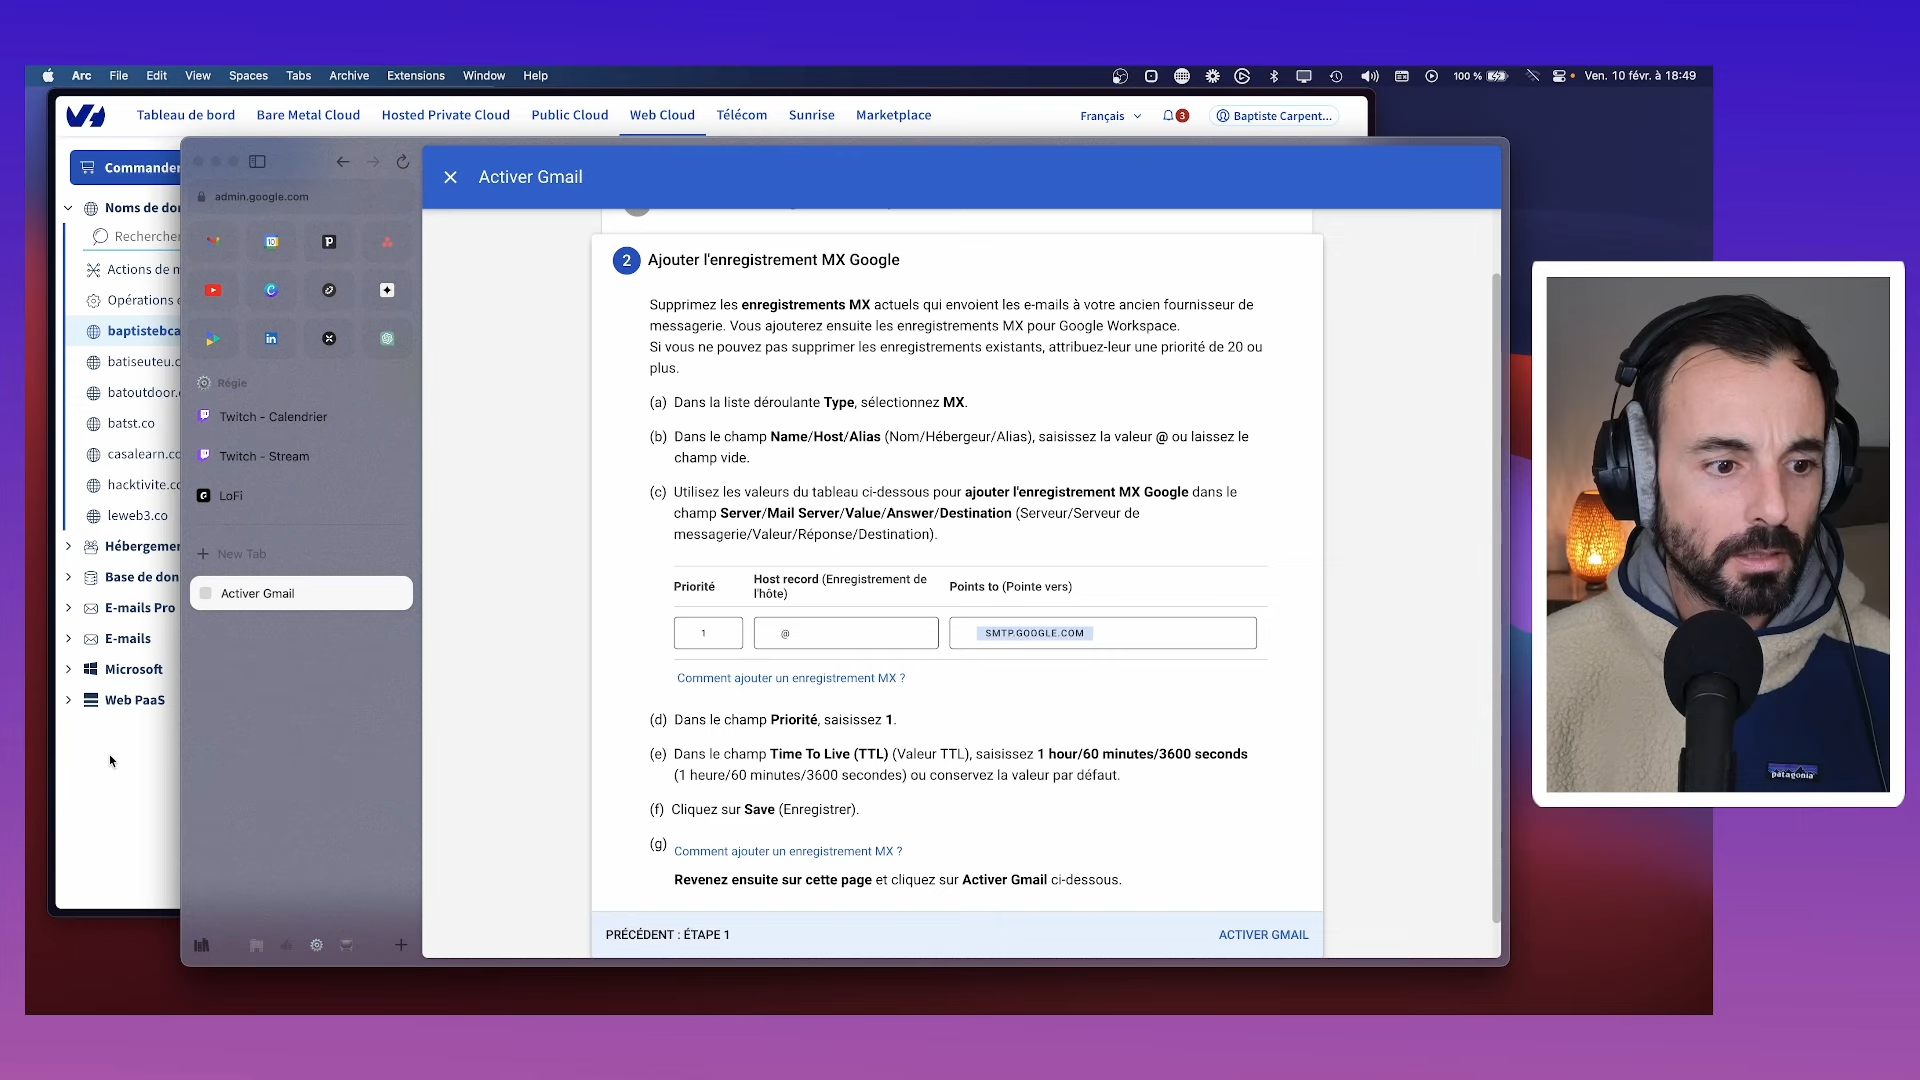 Arc File Edit View Spaces Tabs Archive Extensions Window Help
100 % Ven. 10 févr. à 18:49
Tableau de bord Bare Metal Cloud Hosted Private Cloud Public Cloud Web Cloud Télécom Sunrise Marketplace
Français 3 Baptiste Carpent...
Commander
Noms de do
Rechercher
Actions de m
Opérations
baptistebca
batiseuteu.c
batoutdoor.
batst.co
casalearn.co
hacktivite.co
leweb3.co
Hébergemen
Base de don
E-mails Pro
E-mails
Microsoft
Web PaaS
admin.google.com
Régie
Twitch - Calendrier
Twitch - Stream
LoFi
New Tab
Activer Gmail
Activer Gmail
2 Ajouter l'enregistrement MX Google
Supprimez les enregistrements MX actuels qui envoient les e-mails à votre ancien fournisseur de
messagerie. Vous ajouterez ensuite les enregistrements MX pour Google Workspace.
Si vous ne pouvez pas supprimer les enregistrements existants, attribuez-leur une priorité de 20 ou
plus.
(a) Dans la liste déroulante Type, sélectionnez MX.
(b) Dans le champ Name/Host/Alias (Nom/Hébergeur/Alias), saisissez la valeur @ ou laissez le
champ vide.
(c) Utilisez les valeurs du tableau ci-dessous pour ajouter l'enregistrement MX Google dans le
champ Server/Mail Server/Value/Answer/Destination (Serveur/Serveur de
messagerie/Valeur/Réponse/Destination).
Priorité Host record (Enregistrement de
l'hôte) Points to (Pointe vers)
1 @ SMTP.GOOGLE.COM
Comment ajouter un enregistrement MX ?
(d) Dans le champ Priorité, saisissez 1.
(e) Dans le champ Time To Live (TTL) (Valeur TTL), saisissez 1 hour/60 minutes/3600 seconds
(1 heure/60 minutes/3600 secondes) ou conservez la valeur par défaut.
(f) Cliquez sur Save (Enregistrer).
(g) Comment ajouter un enregistrement MX ?
Revenez ensuite sur cette page et cliquez sur Activer Gmail ci-dessous.
PRÉCÉDENT : ÉTAPE 1 ACTIVER GMAIL
patagonia